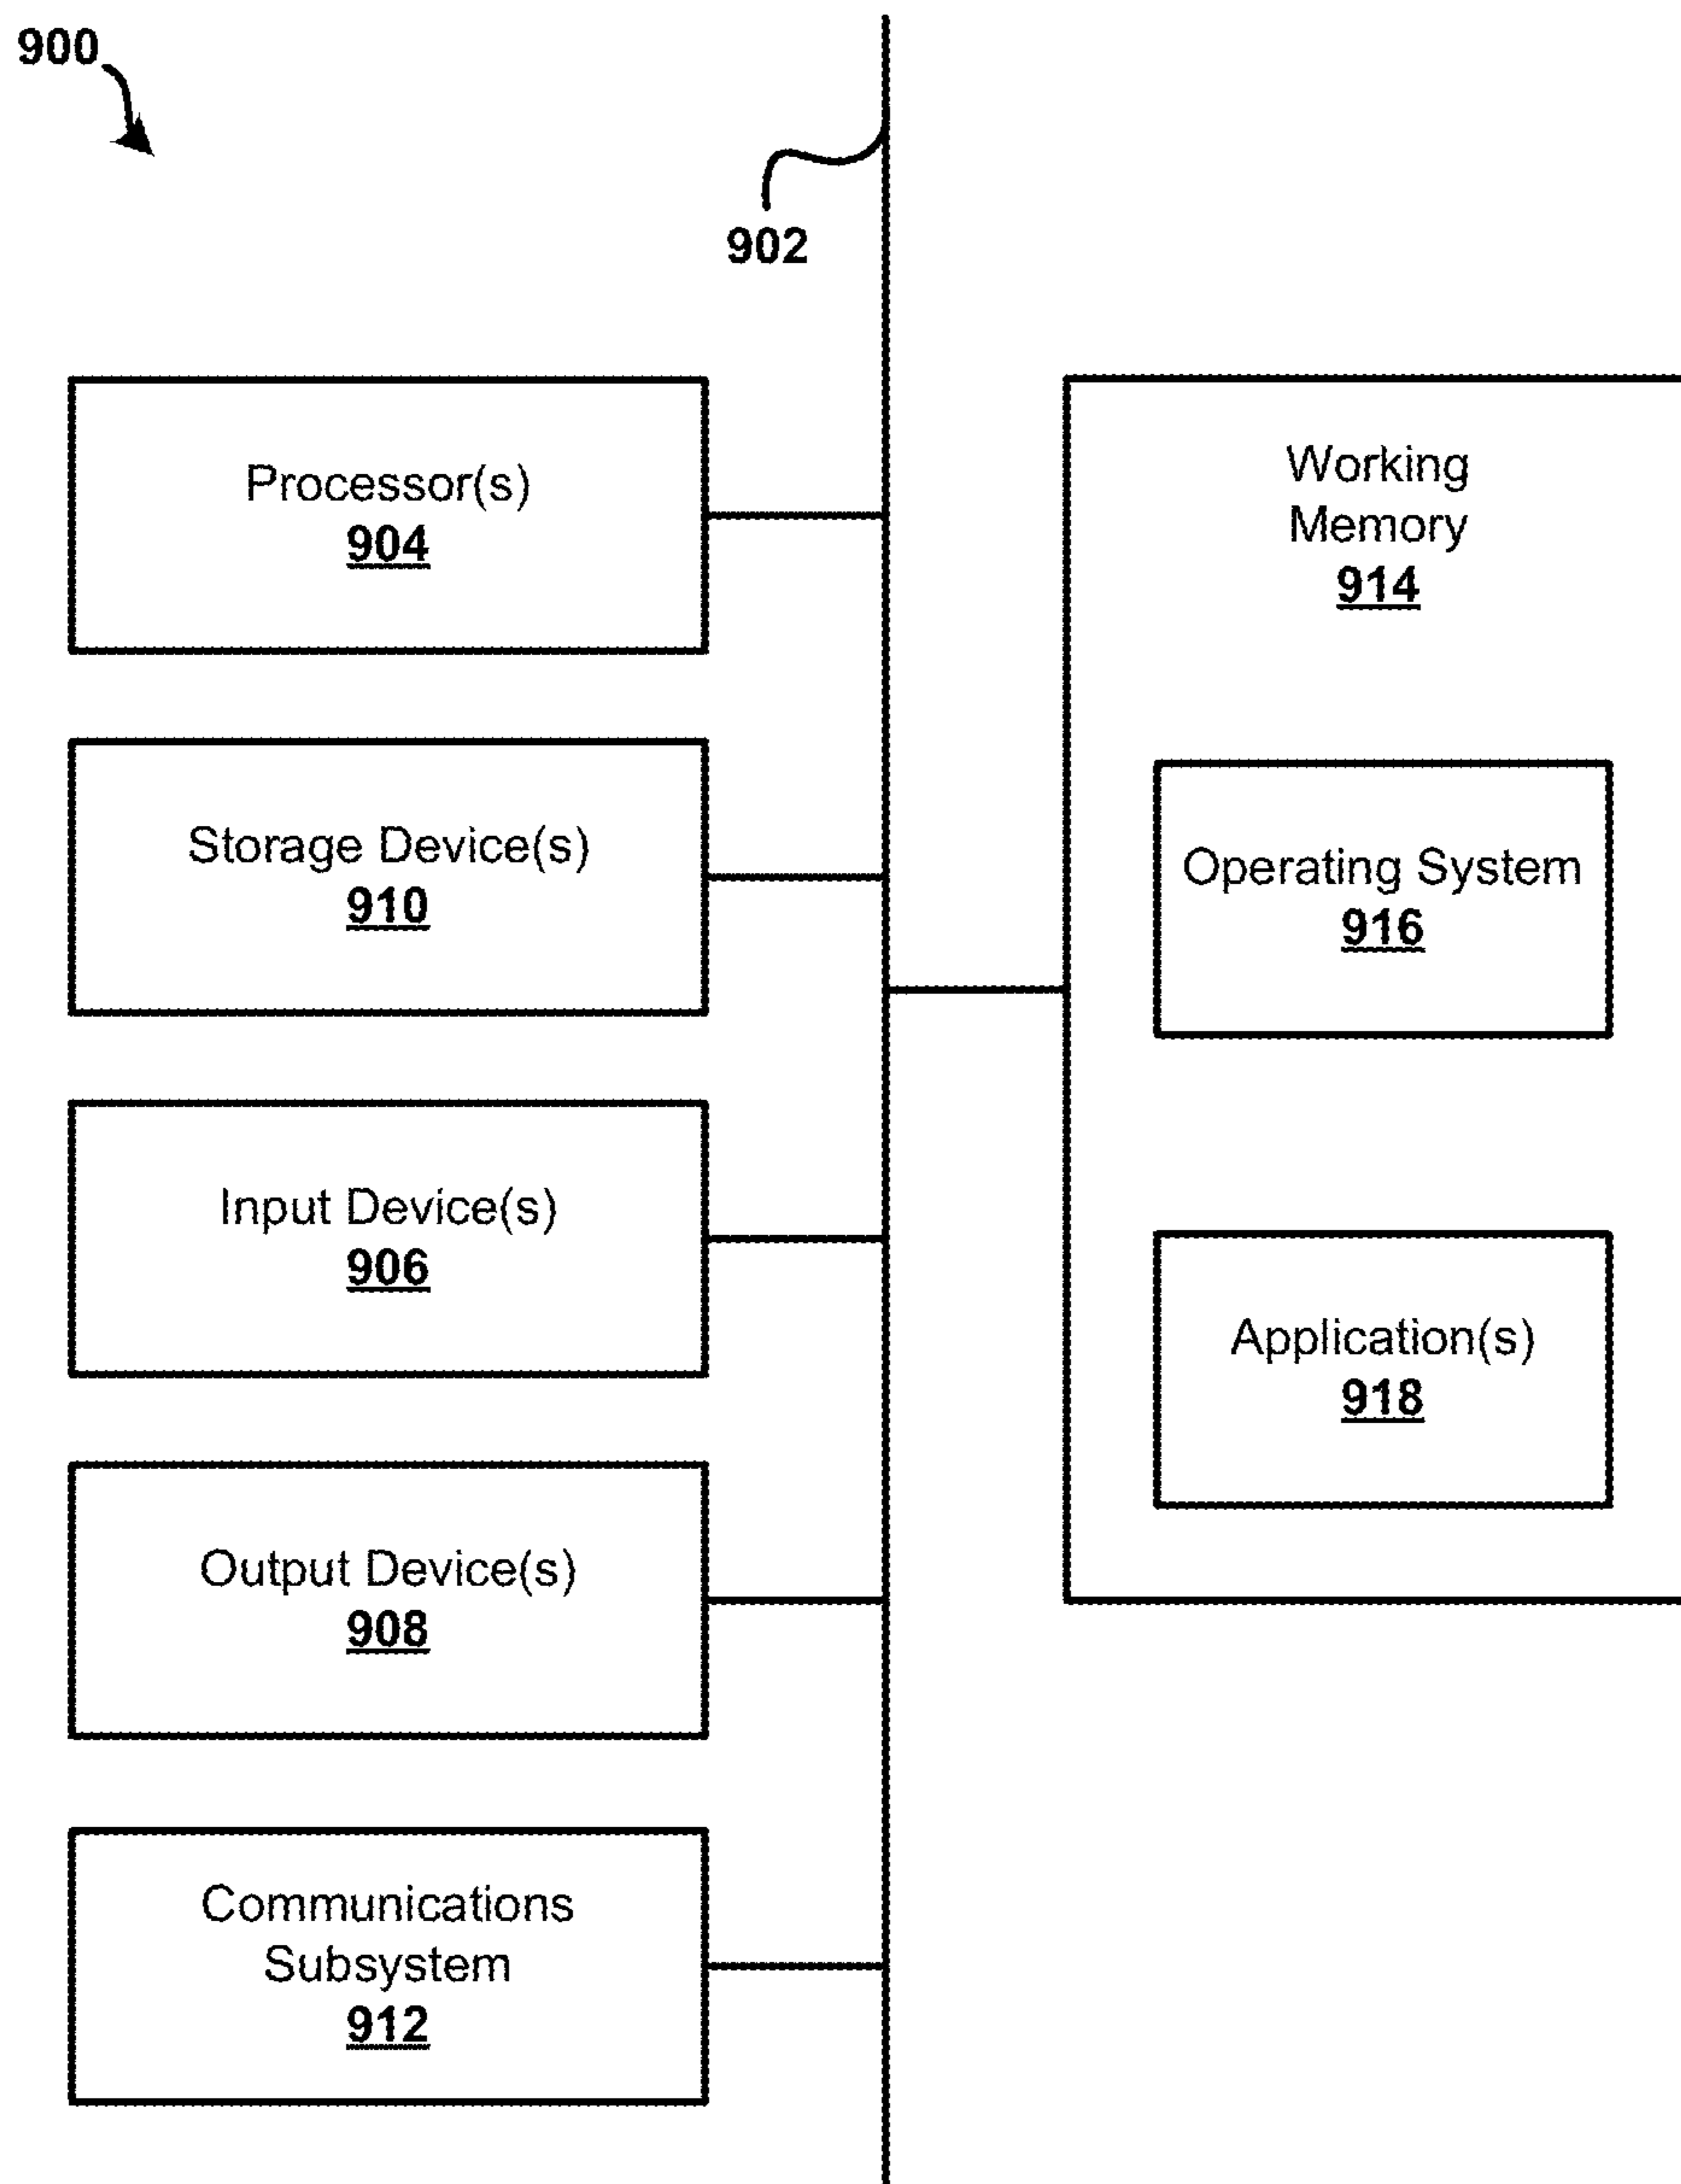 900
902
Processor(s)
904
Storage Device(s)
910
Input Device(s)
906
Output Device(s)
908
Communications
Subsystem
912
Working
Memory
914
Operating System
916
Application(s)
918